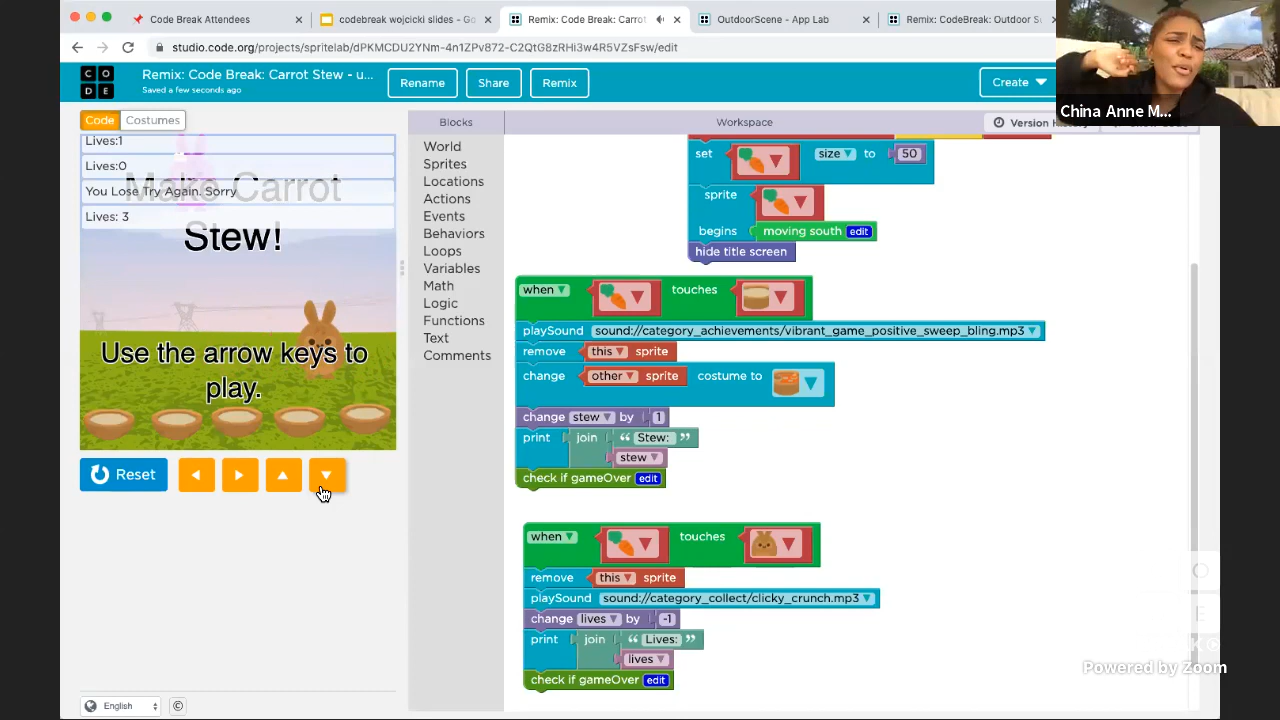 Code Break Attendees
codebreak wojcicki slides - Go
Remix: Code Break: Carrot
OutdoorScene - App Lab
Remix: CodeBreak: Outdoor Su
studio.code.org/projects/spritelab/dPKMCDU2YNm-4n1ZPv872-C2QtG8zRHi3w4R5VZsFsw/edit
C O
D E
Remix: Code Break: Carrot Stew - u...
Saved a few seconds ago
Rename
Share
Remix
Create
China Anne M...
Code
Costumes
Blocks
Workspace
Version
Lives:1
Lives:0
You Lose Try Again. Sorry
Lives: 3
Make Carrot
Stew!
Use the arrow keys to
play.
Reset
English
World
Sprites
Locations
Actions
Events
Behaviors
Loops
Variables
Math
Logic
Functions
Text
Comments
set size to 50
sprite
begins moving south edit
hide title screen
when touches
playSound sound://category_achievements/vibrant_game_positive_sweep_bling.mp3
remove this sprite
change other sprite costume to
change stew by 1
print join “ Stew: ”
stew
check if gameOver edit
when touches
remove this sprite
playSound sound://category_collect/clicky_crunch.mp3
change lives by -1
print join “ Lives: ”
lives
check if gameOver edit
Powered by Zoom